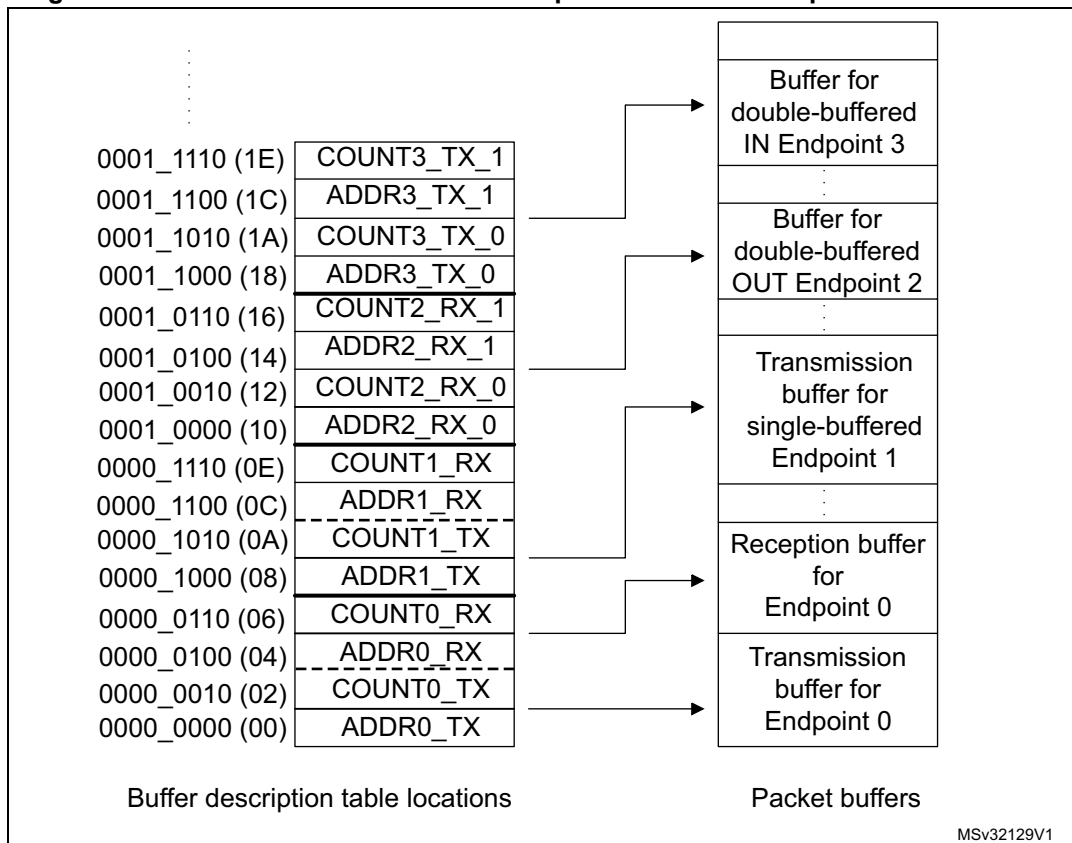 0001_1110 (1E) COUNT3_TX_1
0001_1100 (1C) ADDR3_TX_1
0001_1010 (1A) COUNT3_TX_0
0001_1000 (18) ADDR3_TX_0
0001_0110 (16) COUNT2_RX_1
0001_0100 (14) ADDR2_RX_1
0001_0010 (12) COUNT2_RX_0
0001_0000 (10) ADDR2_RX_0
0000_1110 (0E) COUNT1_RX
0000_1100 (0C) ADDR1_RX
0000_1010 (0A) COUNT1_TX
0000_1000 (08) ADDR1_TX
0000_0110 (06) COUNT0_RX
0000_0100 (04) ADDR0_RX
0000_0010 (02) COUNT0_TX
0000_0000 (00) ADDR0_TX
Buffer description table locations
Buffer for
double-buffered
IN Endpoint 3
Buffer for
double-buffered
OUT Endpoint 2
Transmission
buffer for
single-buffered
Endpoint 1
Reception buffer
for
Endpoint 0
Transmission
buffer for
Endpoint 0
Packet buffers
MSv32129V1